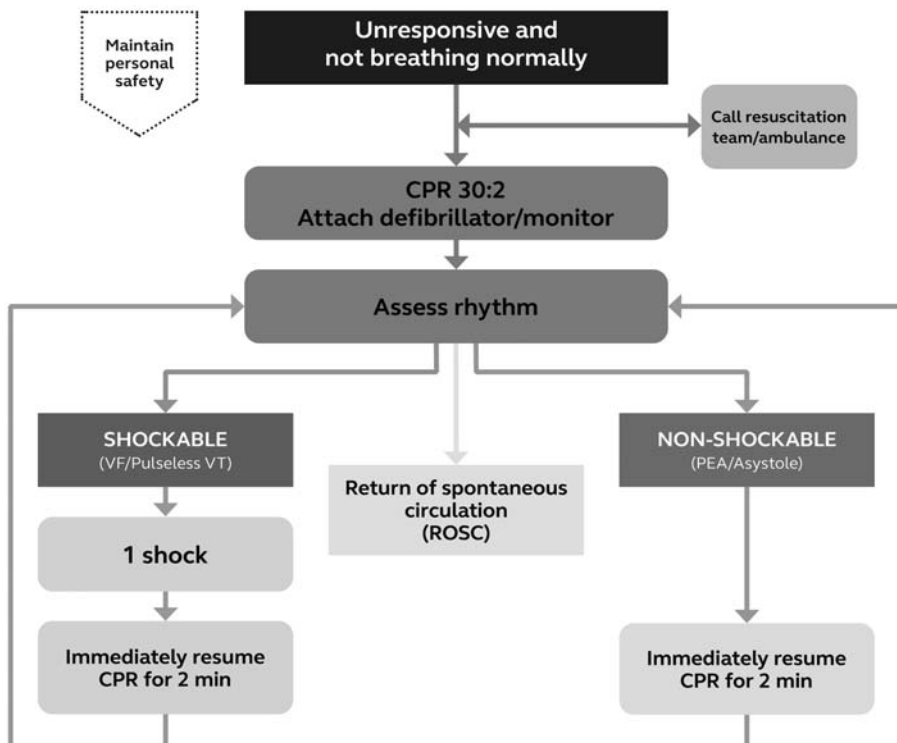 Maintain
personal
safety
Unresponsive and
not breathing normally
Call resuscitation
team/ambulance
CPR 30:2
Attach defibrillator/monitor
Assess rhythm
SHOCKABLE
(VF/Pulseless VT)
NON-SHOCKABLE
(PEA/Asystole)
Return of spontaneous
circulation
(ROSC)
1 shock
Immediately resume
CPR for 2 min
Immediately resume
CPR for 2 min